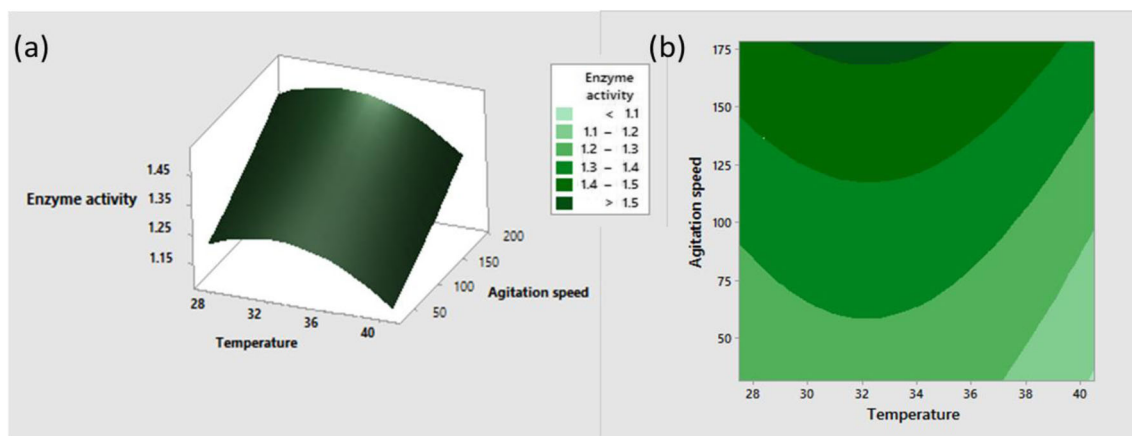 (a)
1.45
1.35
1.25
1.15
Enzyme activity
28
32
36
40
Temperature
50
100
150
200
Agitation speed
Enzyme
activity
< 1.1
1.1 – 1.2
1.2 – 1.3
1.3 – 1.4
1.4 – 1.5
> 1.5
(b)
175
150
125
100
75
50
Agitation speed
28 30 32 34 36 38 40
Temperature